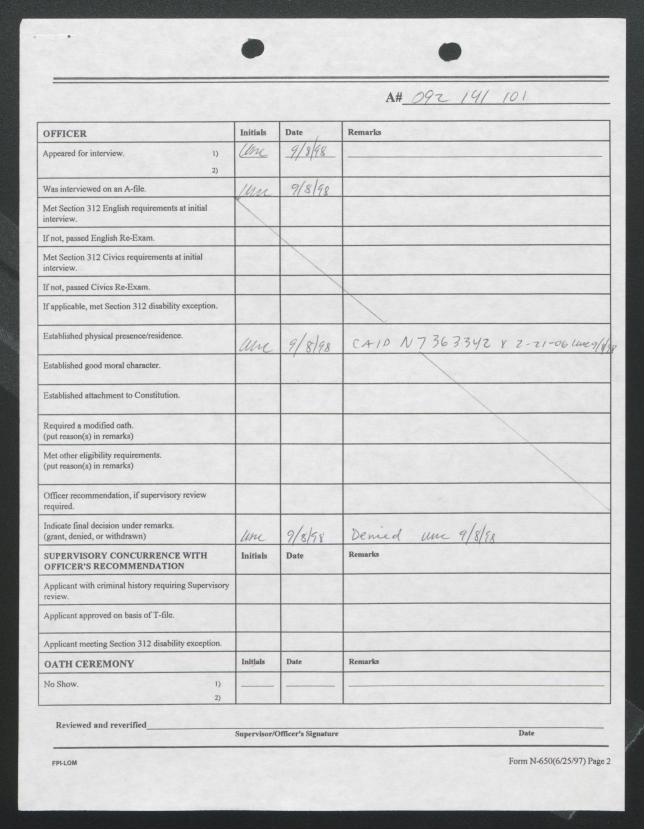 A# 092 141 101
OFFICER Initials Date Remarks
Appeared for interview. 1) 9/8/98
2)
Was interviewed on an A-file. 9/8/98
Met Section 312 English requirements at initial
interview.
If not, passed English Re-Exam.
Met Section 312 Civics requirements at initial
interview.
If not, passed Civics Re-Exam.
If applicable, met Section 312 disability exception.
Established physical presence/residence. 9/8/98 CAID N7363342 X 2-21-06 9/8/98
Established good moral character.
Established attachment to Constitution.
Required a modified oath.
(put reason(s) in remarks)
Met other eligibility requirements.
(put reason(s) in remarks)
Officer recommendation, if supervisory review
required.
Indicate final decision under remarks.
(grant, denied, or withdrawn) 9/8/98 Denied 9/8/98
SUPERVISORY CONCURRENCE WITH Initials Date Remarks
OFFICER'S RECOMMENDATION
Applicant with criminal history requiring Supervisory
review.
Applicant approved on basis of T-file.
Applicant meeting Section 312 disability exception.
OATH CEREMONY Initials Date Remarks
No Show. 1)
2)
Reviewed and reverified
Supervisor/Officer's Signature Date
FPI-LOM Form N-650(6/25/97) Page 2